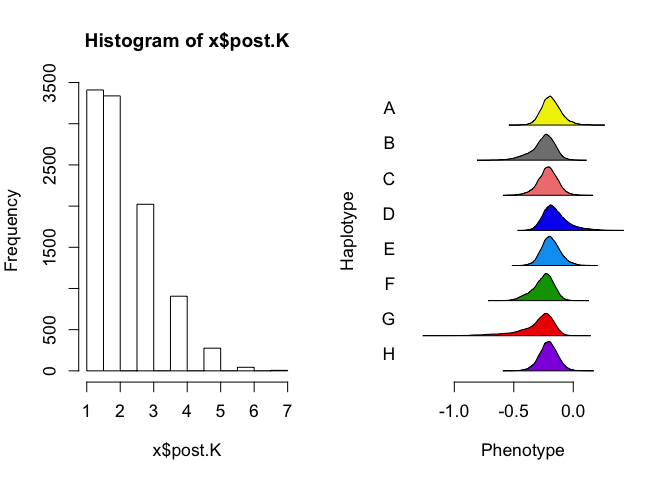 Histogram of x$post.K
Frequency
3500
2500
1500
500
0
1 2 3 4 5 6 7
x$post.K
Haplotype
A
B
C
D
E
F
G
H
-1.0 -0.5 0.0
Phenotype